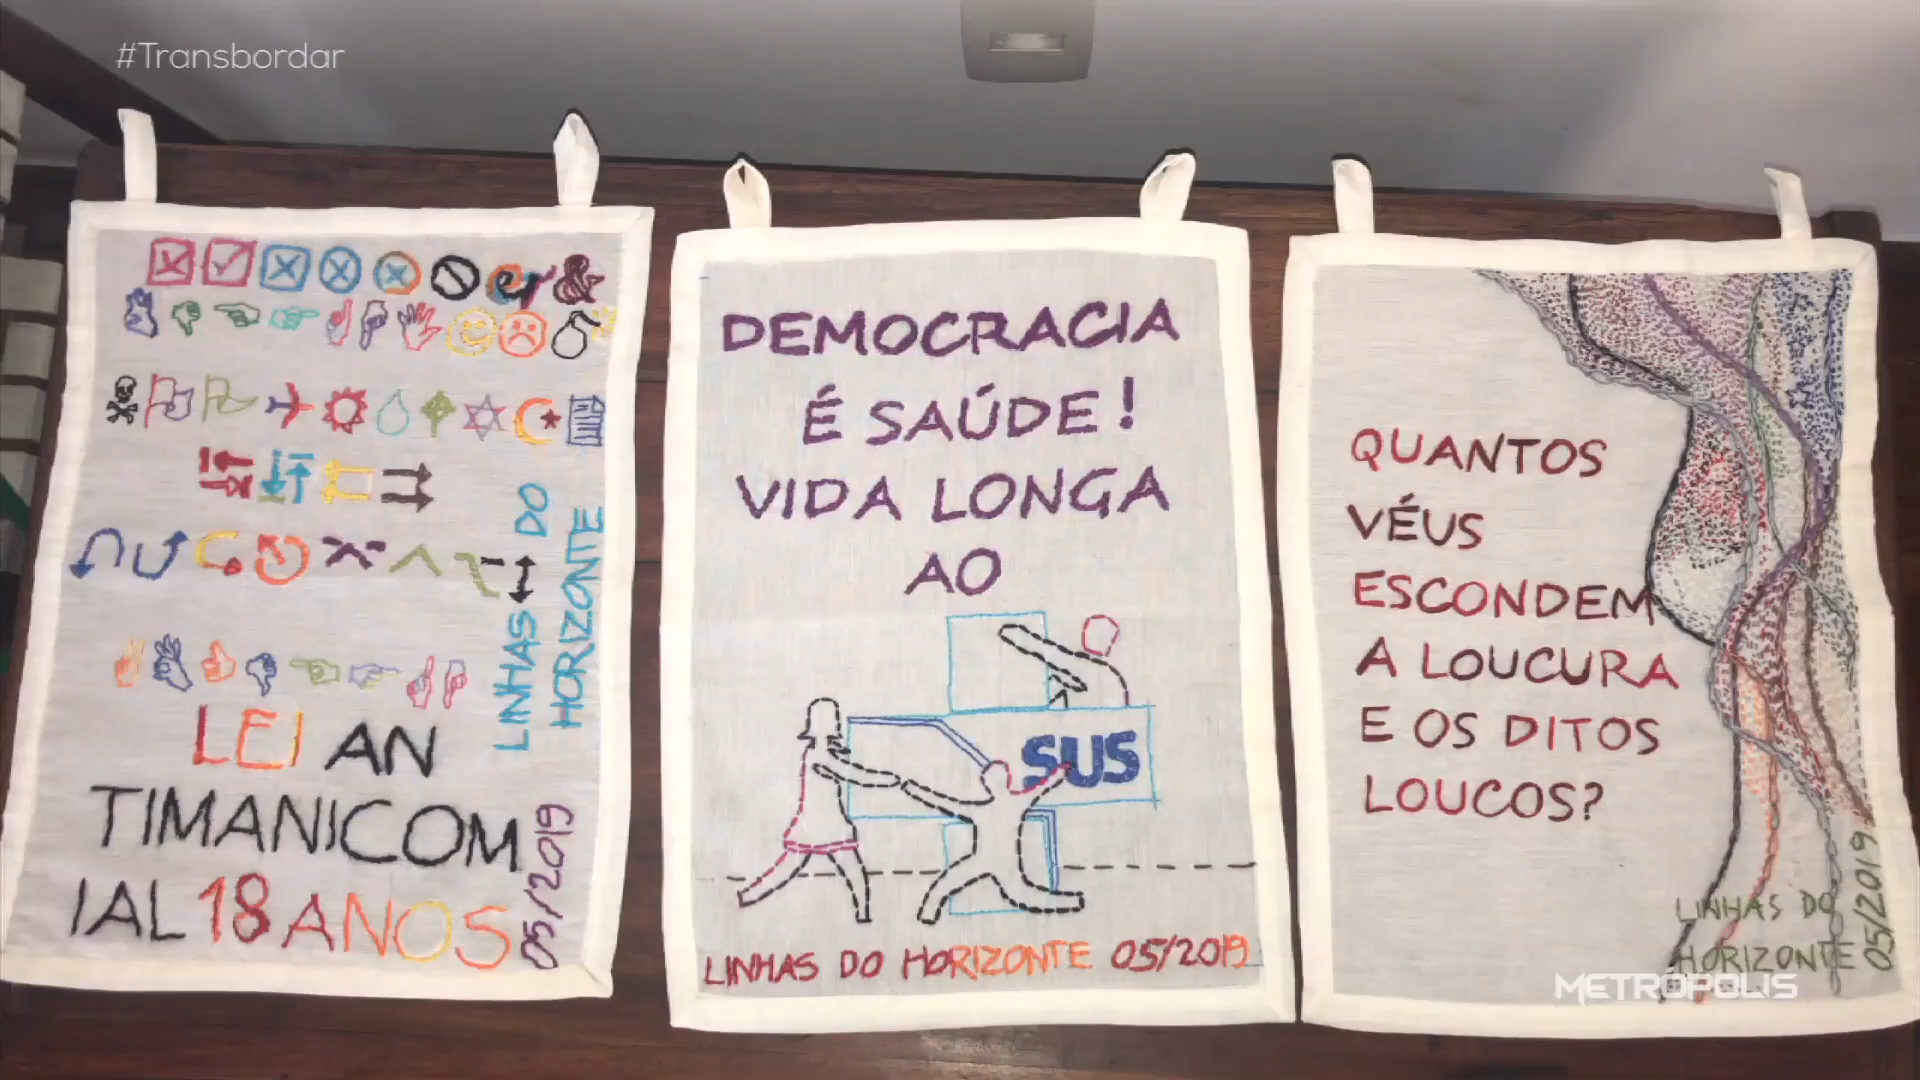 #Transbordar
LINHAS DO
HORIZONTE
LEI AN
TIMANICOM
IAL 18 ANOS
05/2019
DEMOCRACIA
É SAÚDE!
VIDA LONGA
AO
SUS
LINHAS DO HORIZONTE 05/2019
QUANTOS
VÉUS
ESCONDEM
A LOUCURA
E OS DITOS
LOUCOS?
LINHAS DO
HORIZONTE
05/2019
METRÓPOLIS